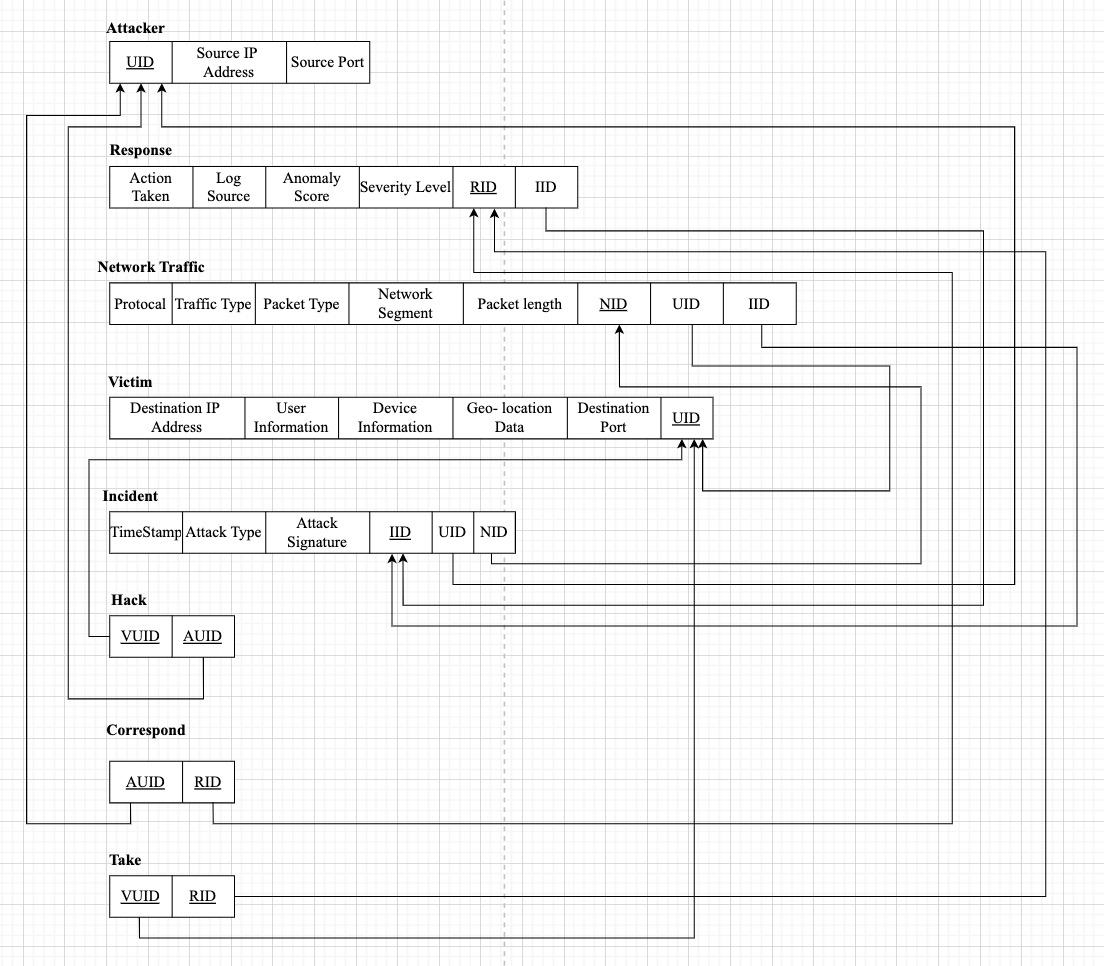 Attacker
UID Source IP Address Source Port
Response
Action Taken Log Source Anomaly Score Severity Level RID IID
Network Traffic
Protocal Traffic Type Packet Type Network Segment Packet length NID UID IID
Victim
Destination IP Address User Information Device Information Geo- location Data Destination Port UID
Incident
TimeStamp Attack Type Attack Signature IID UID NID
Hack
VUID AUID
Correspond
AUID RID
Take
VUID RID